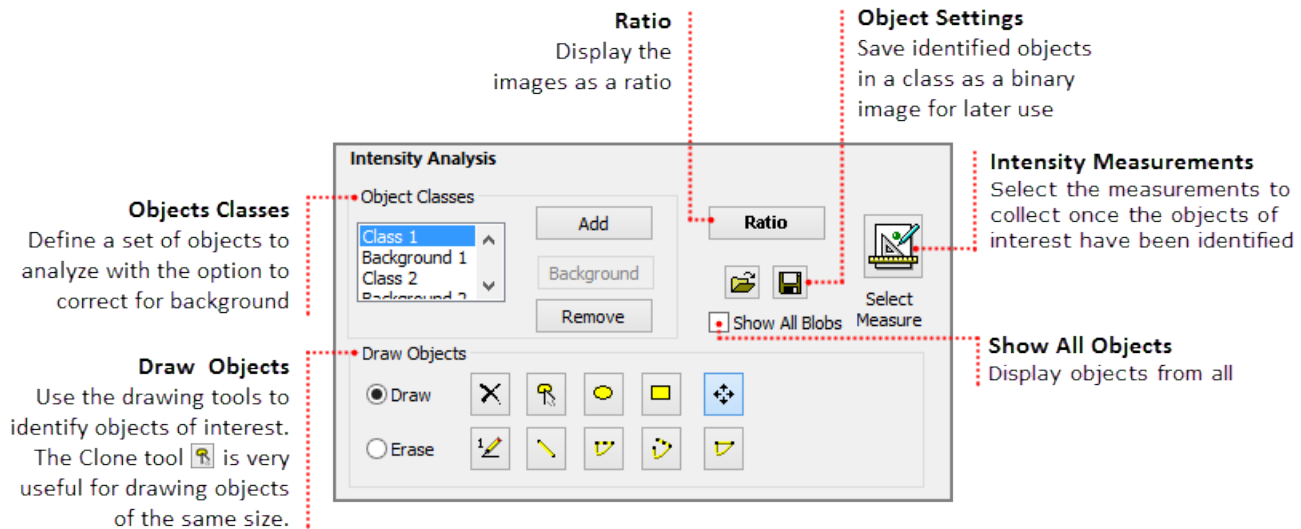 Ratio
Display the
images as a ratio
Object Settings
Save identified objects
in a class as a binary
image for later use
Intensity Measurements
Select the measurements to
collect once the objects of
interest have been identified
Objects Classes
Define a set of objects to
analyze with the option to
correct for background
Intensity Analysis
Object Classes
Class 1
Background 1
Class 2
Background 2
Add
Background
Remove
Ratio
Select
Measure
Show All Blobs
Show All Objects
Display objects from all
Draw  Objects
Use the drawing tools to
identify objects of interest.
The Clone tool is very
useful for drawing objects
of the same size.
Draw Objects
Draw
Erase
1